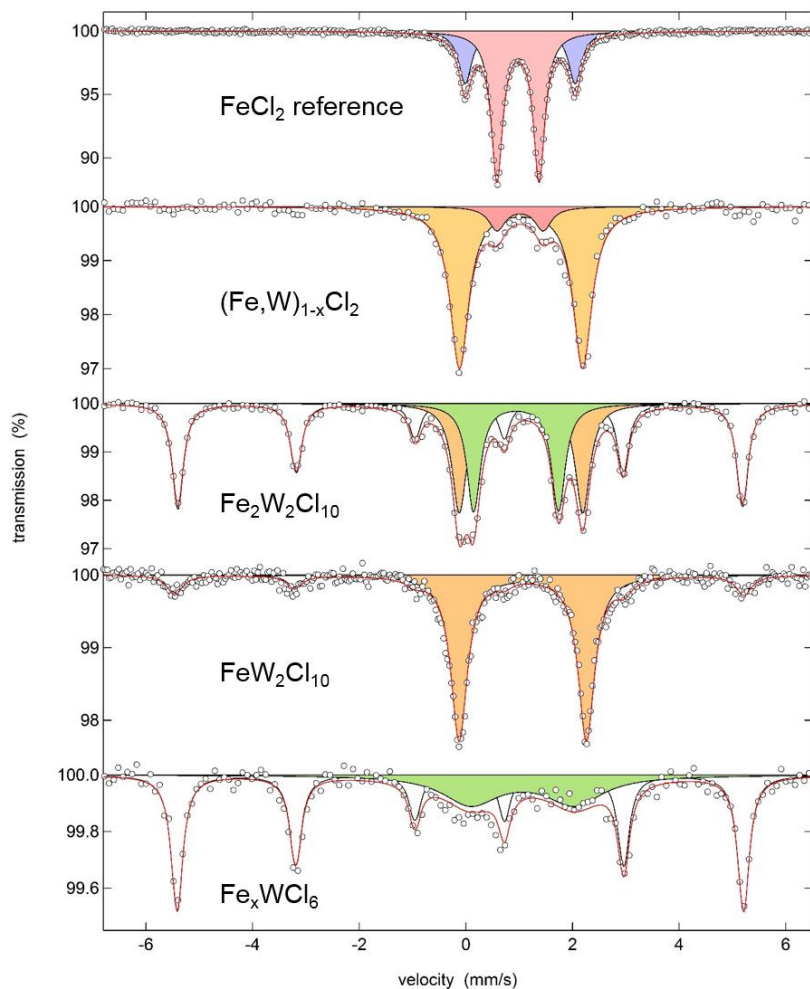 100
95
90
FeCl₂ reference
100
99
98
97
(Fe,W)₁₋ₓCl₂
100
99
98
97
Fe₂W₂Cl₁₀
transmission (%)
100
99
98
FeW₂Cl₁₀
100.0
99.8
99.6
FeₓWCl₆
-6 -4 -2 0 2 4 6
velocity (mm/s)